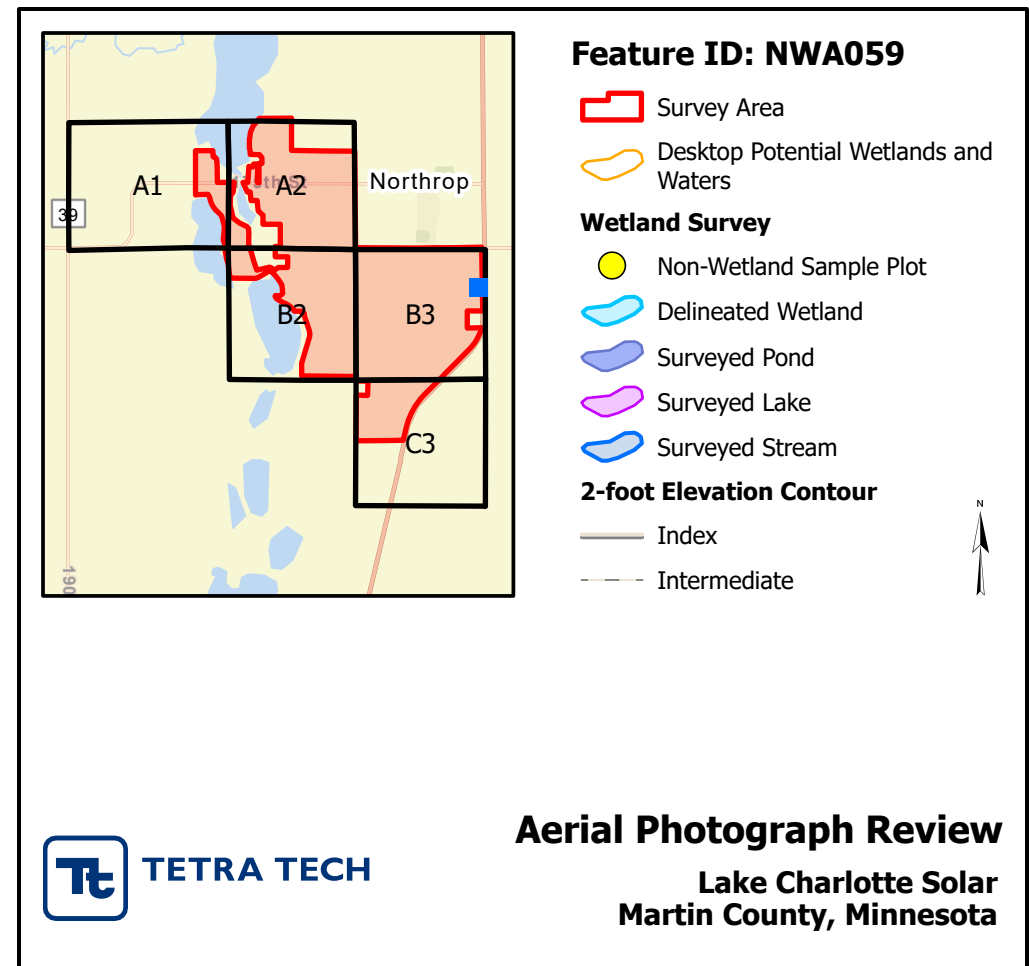 Feature ID: NWA059
Survey Area
Desktop Potential Wetlands and
Waters
Wetland Survey
Non-Wetland Sample Plot
Delineated Wetland
Surveyed Pond
Surveyed Lake
Surveyed Stream
2-foot Elevation Contour
Index
Intermediate
N
A1
A2
Northrop
39
B2
B3
C3
190
TETRA TECH
Tt
Aerial Photograph Review
Lake Charlotte Solar
Martin County, Minnesota